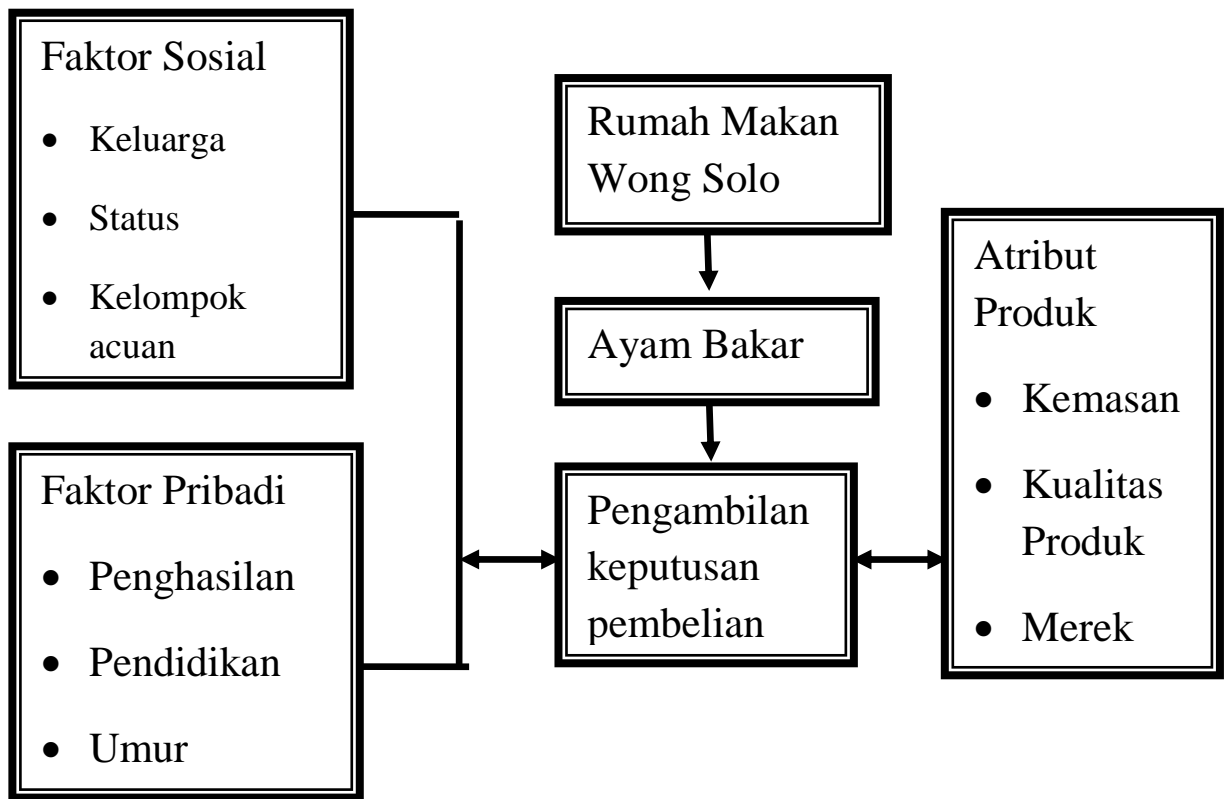 Faktor Sosial
• Keluarga
• Status
• Kelompok
acuan
Faktor Pribadi
• Penghasilan
• Pendidikan
• Umur
Rumah Makan
Wong Solo
Ayam Bakar
Pengambilan
keputusan
pembelian
Atribut
Produk
• Kemasan
• Kualitas
Produk
• Merek